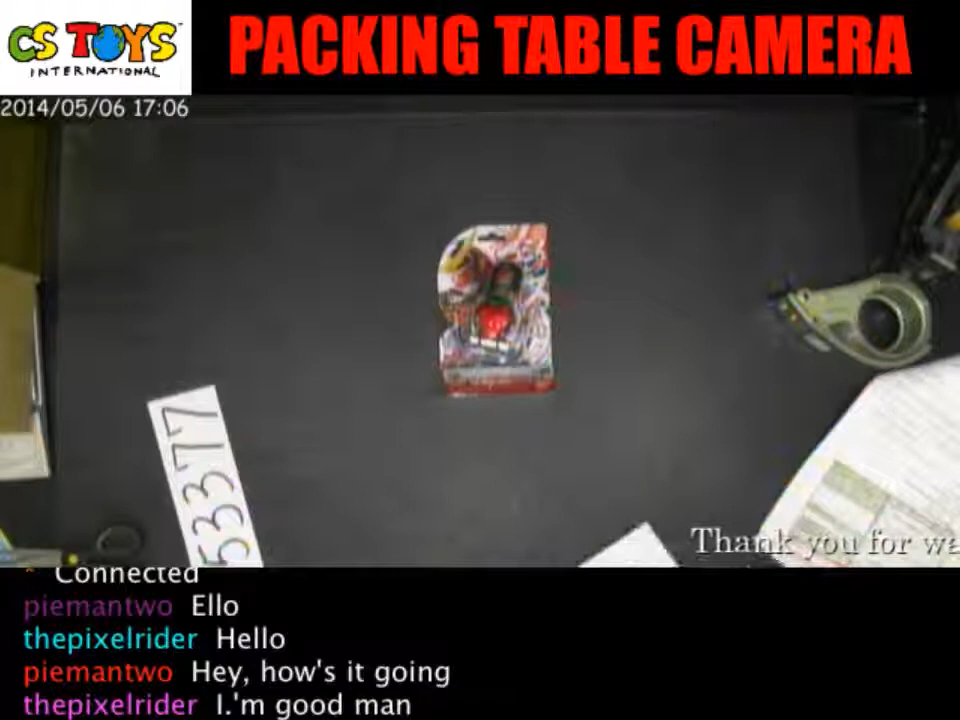 CS TOYS
INTERNATIONAL
PACKING TABLE CAMERA
2014/05/06 17:06
53377
Thank you for wa
* Connected
piemantwo Ello
thepixelrider Hello
piemantwo Hey, how's it going
thepixelrider I.'m good man